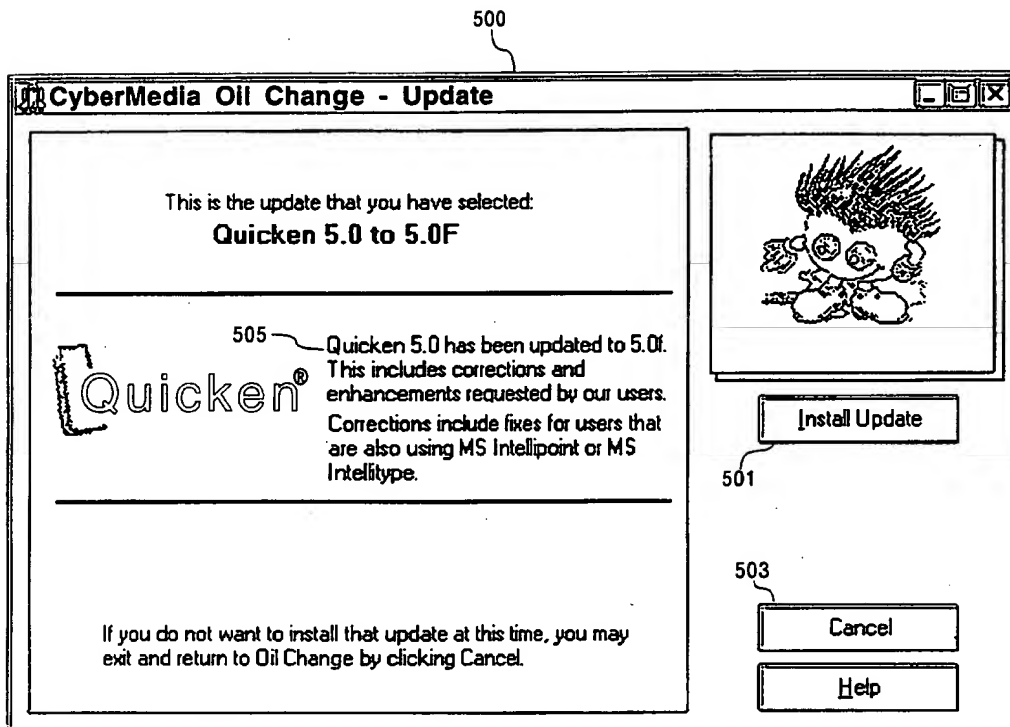 500
CyberMedia Oil Change - Update
This is the update that you have selected:
Quicken 5.0 to 5.0F
505
Quicken®
Quicken 5.0 has been updated to 5.0f.
This includes corrections and
enhancements requested by our users.
Corrections include fixes for users that
are also using MS Intellipoint or MS
Intellitype.
If you do not want to install that update at this time, you may
exit and return to Oil Change by clicking Cancel.
Install Update
501
503
Cancel
Help